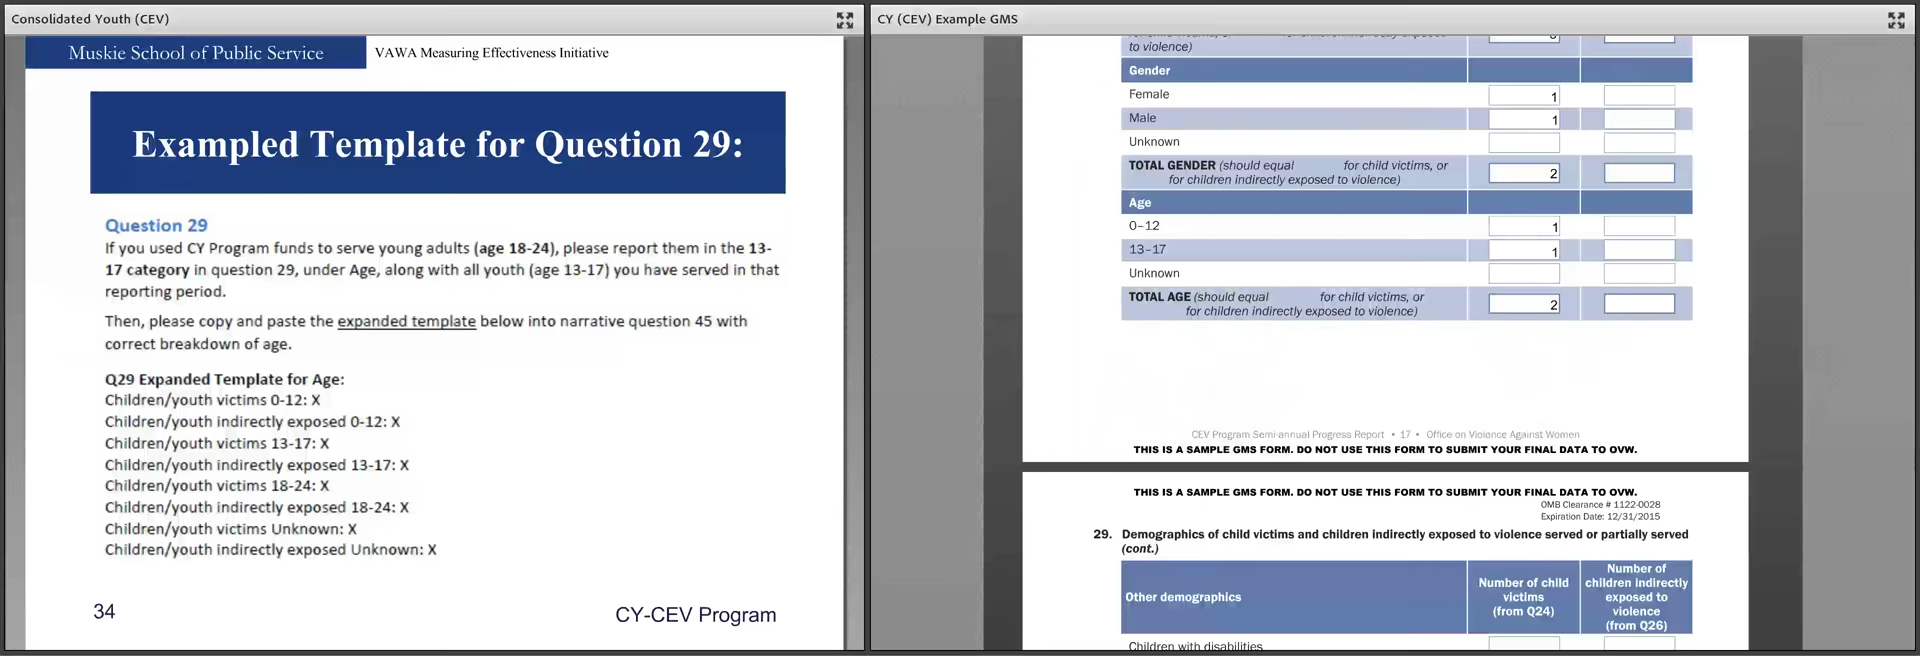 Consolidated Youth (CEV)
Muskie School of Public Service
VAWA Measuring Effectiveness Initiative
Exampled Template for Question 29:
Question 29
If you used CY Program funds to serve young adults (age 18-24), please report them in the 13-
17 category in question 29, under Age, along with all youth (age 13-17) you have served in that
reporting period.
Then, please copy and paste the expanded template below into narrative question 45 with
correct breakdown of age.
Q29 Expanded Template for Age:
Children/youth victims 0-12: X
Children/youth indirectly exposed 0-12: X
Children/youth victims 13-17: X
Children/youth indirectly exposed 13-17: X
Children/youth victims 18-24: X
Children/youth indirectly exposed 18-24: X
Children/youth victims Unknown: X
Children/youth indirectly exposed Unknown: X
34
CY-CEV Program
CY (CEV) Example GMS
to violence)
Gender
Female 1
Male 1
Unknown
TOTAL GENDER (should equal for child victims, or
for children indirectly exposed to violence) 2
Age
0–12 1
13–17 1
Unknown
TOTAL AGE (should equal for child victims, or
for children indirectly exposed to violence) 2
CEV Program Semi-annual Progress Report • 17 • Office on Violence Against Women
THIS IS A SAMPLE GMS FORM. DO NOT USE THIS FORM TO SUBMIT YOUR FINAL DATA TO OVW.
THIS IS A SAMPLE GMS FORM. DO NOT USE THIS FORM TO SUBMIT YOUR FINAL DATA TO OVW.
OMB Clearance # 1122-0028
Expiration Date: 12/31/2015
29. Demographics of child victims and children indirectly exposed to violence served or partially served
(cont.)
Other demographics
Number of child
victims
(from Q24)
Number of
children indirectly
exposed to
violence
(from Q26)
Children with disabilities